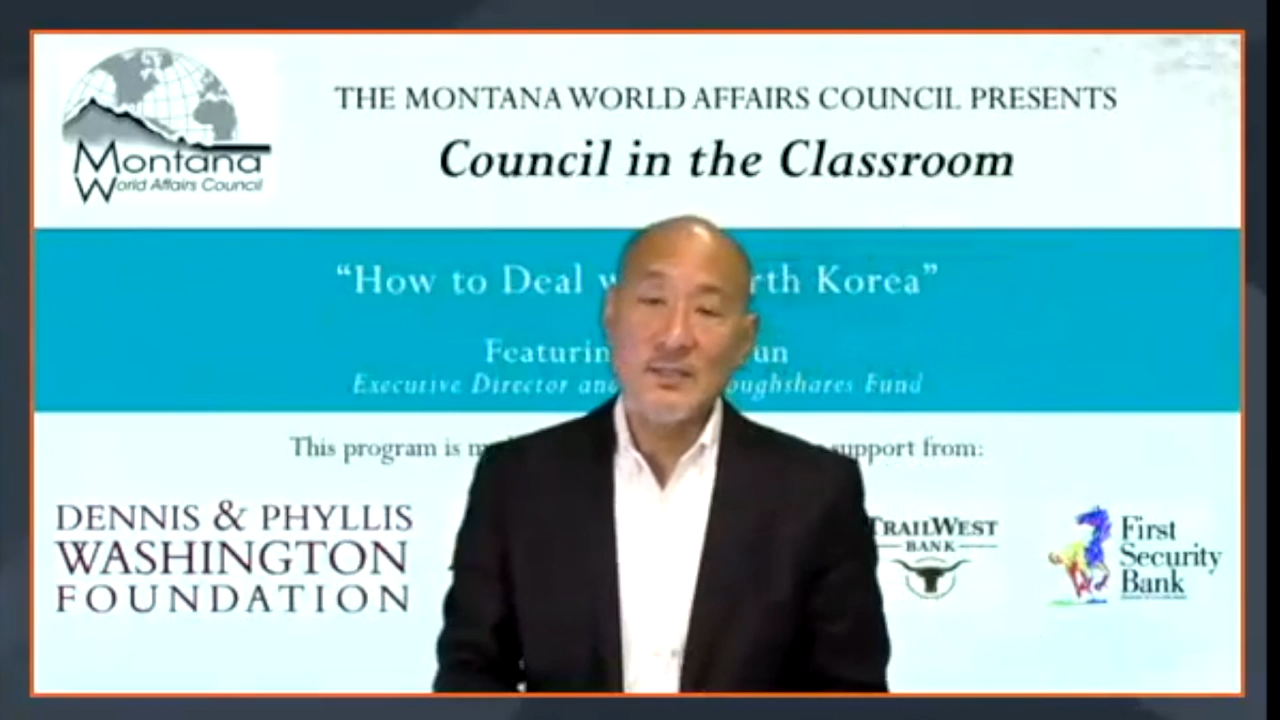 THE MONTANA WORLD AFFAIRS COUNCIL PRESENTS
Council in the Classroom
Montana
World Affairs Council
“How to Deal w rth Korea”
Featurin un
Executive Director an oughshares Fund
This program is m support from:
DENNIS & PHYLLIS
WASHINGTON
FOUNDATION
TRAILWEST
BANK
First
Security
Bank